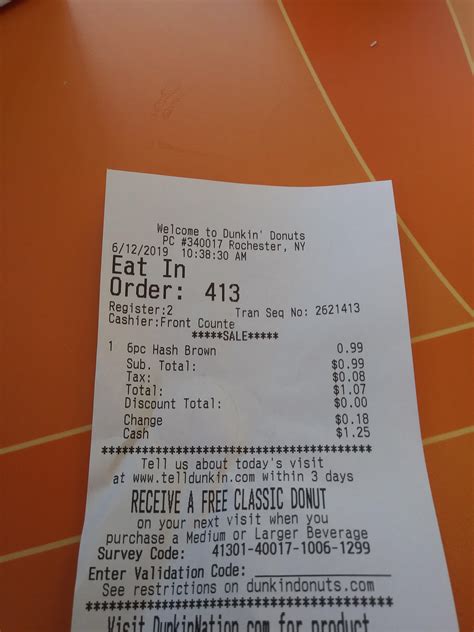 Welcome to Dunkin' Donuts
PC #340017 Rochester, NY
6/12/2019 10:38:30 AM
Eat In
Order: 413
Register:2 Tran Seq No: 2621413
Cashier:Front Counte
*****SALE*****
1 6pc Hash Brown 0.99
Sub. Total: $0.99
Tax: $0.08
Total: $1.07
Discount Total: $0.00
Change $0.18
Cash $1.25
Tell us about today's visit
at www.telldunkin.com within 3 days
RECEIVE A FREE CLASSIC DONUT
on your next visit when you
purchase a Medium or Larger Beverage
Survey Code: 41301-40017-1006-1299
Enter Validation Code:
See restrictions on dunkindonuts.com
Visit DunkinNation.com for product